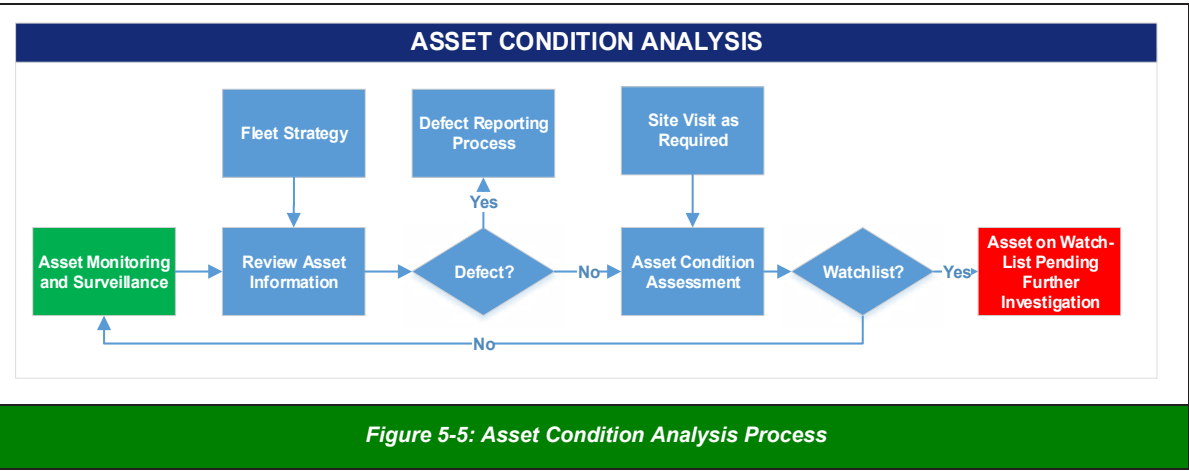 ASSET CONDITION ANALYSIS
Fleet Strategy
Defect Reporting
Process
Site Visit as
Required
Yes
Asset Monitoring
and Surveillance
Review Asset
Information
Defect?
No
Asset Condition
Assessment
Watchlist?
Yes
Asset on Watch-
List Pending
Further
Investigation
No
Figure 5-5: Asset Condition Analysis Process